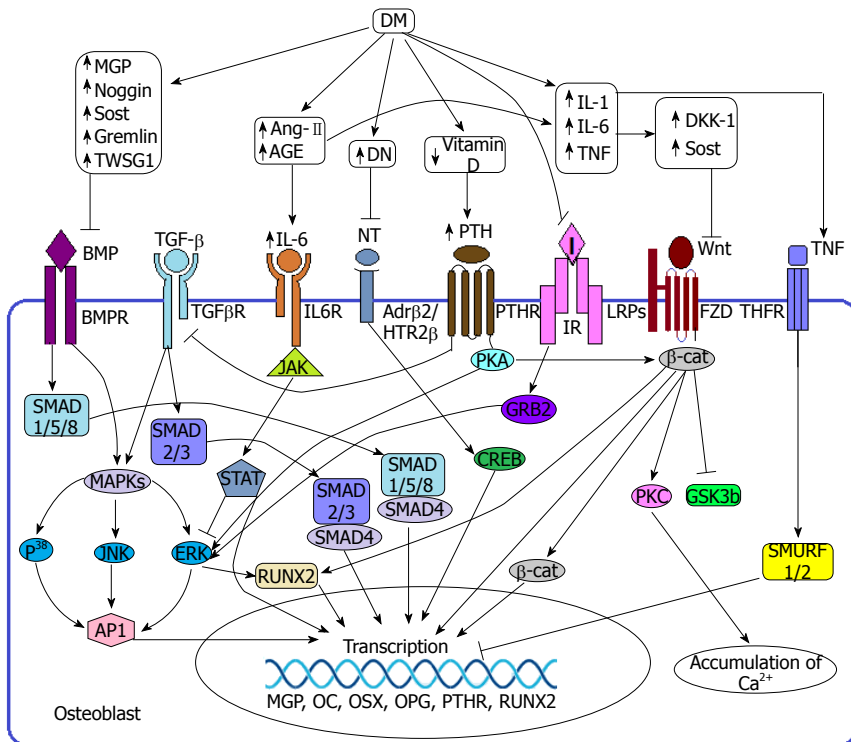 DM
MGP
Noggin
Sost
Gremlin
TWSG1
Ang-II
AGE
DN
Vitamin
D
IL-1
IL-6
TNF
DKK-1
Sost
BMP
TGF-β
IL-6
NT
PTH
I
Wnt
TNF
BMPR
TGFβR
IL6R
Adrβ2/
HTR2β
PTHR
IR
LRPs
FZD
THFR
JAK
PKA
β-cat
SMAD
1/5/8
SMAD
2/3
GRB2
CREB
MAPKs
STAT
SMAD
2/3
SMAD4
SMAD
1/5/8
SMAD4
PKC
GSK3b
P38
JNK
ERK
RUNX2
β-cat
SMURF
1/2
AP1
Transcription
MGP, OC, OSX, OPG, PTHR, RUNX2
Accumulation of
Ca2+
Osteoblast